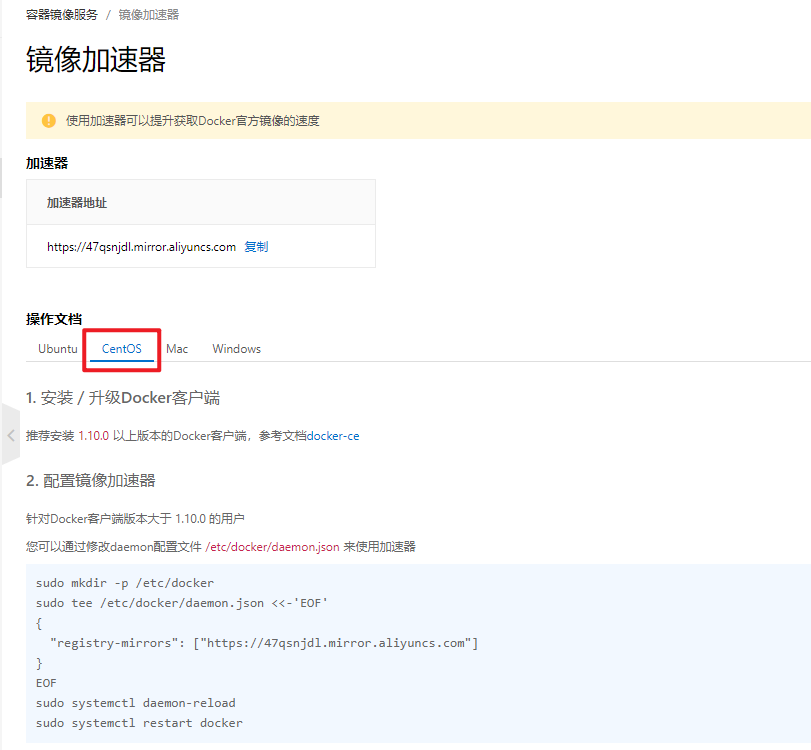 容器镜像服务 / 镜像加速器
镜像加速器
使用加速器可以提升获取Docker官方镜像的速度
加速器
加速器地址
https://47qsnjdl.mirror.aliyuncs.com 复制
操作文档
Ubuntu CentOS Mac Windows
1. 安装 / 升级Docker客户端
推荐安装 1.10.0 以上版本的Docker客户端，参考文档docker-ce
2. 配置镜像加速器
针对Docker客户端版本大于 1.10.0 的用户
您可以通过修改daemon配置文件 /etc/docker/daemon.json 来使用加速器
sudo mkdir -p /etc/docker
sudo tee /etc/docker/daemon.json <<-'EOF'
{
  "registry-mirrors": ["https://47qsnjdl.mirror.aliyuncs.com"]
}
EOF
sudo systemctl daemon-reload
sudo systemctl restart docker